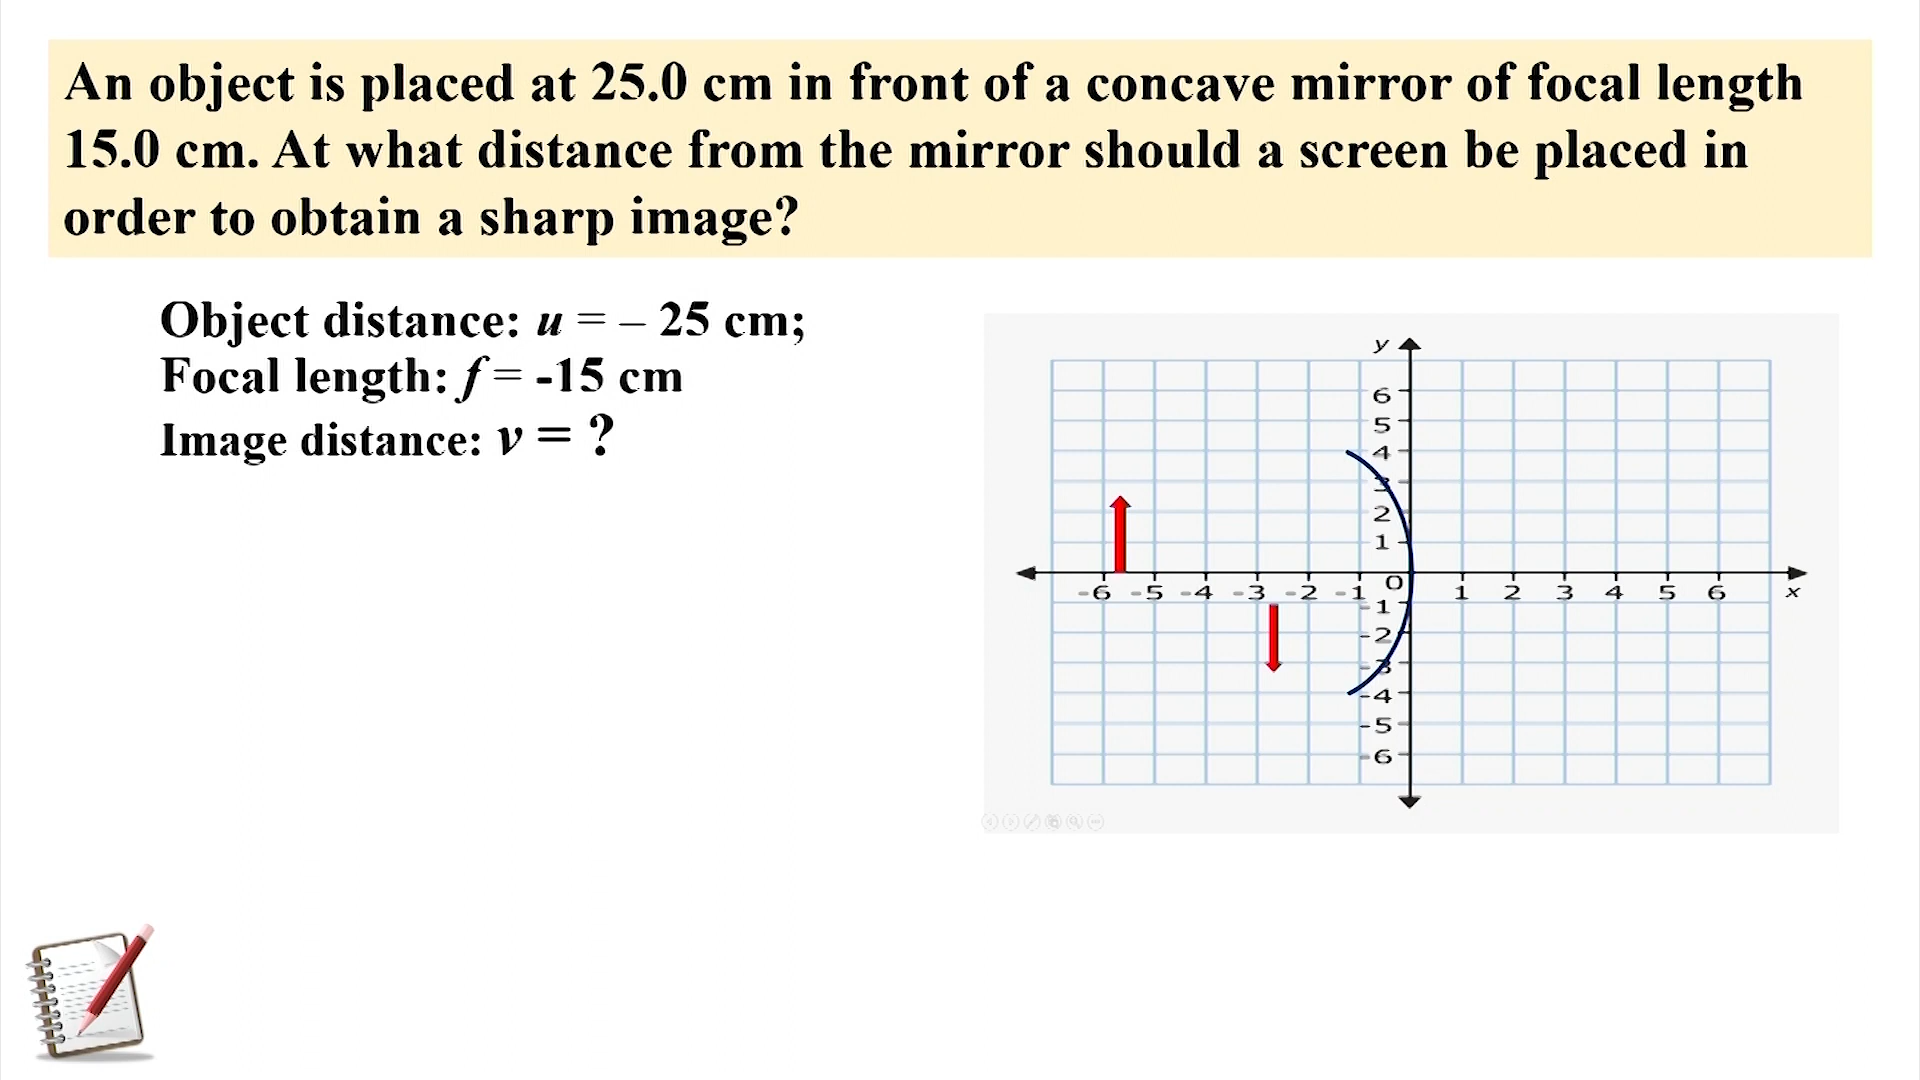 An object is placed at 25.0 cm in front of a concave mirror of focal length
15.0 cm. At what distance from the mirror should a screen be placed in
order to obtain a sharp image?
Object distance: u = – 25 cm;
Focal length: f = -15 cm
Image distance: v = ?
y
6
5
4
3
2
1
-6 -5 -4 -3 -2 -1 0 1 2 3 4 5 6 x
-1
-2
-3
-4
-5
-6